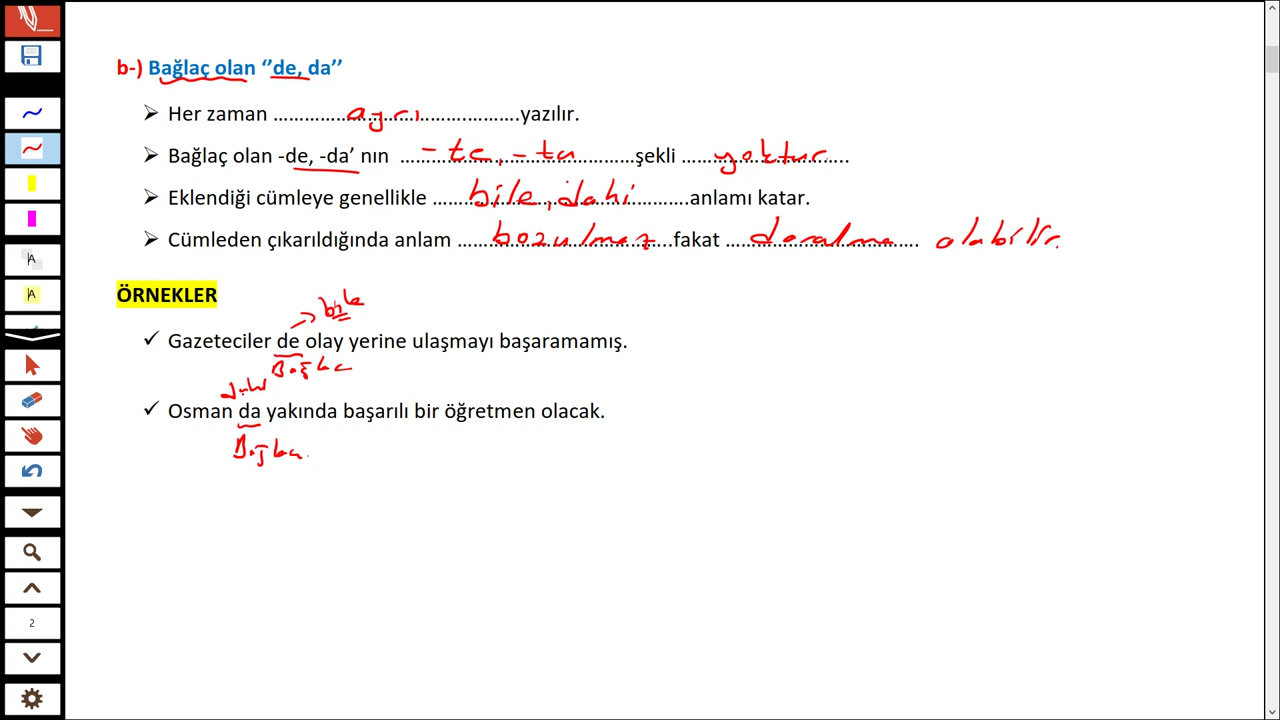 b-) Bağlaç olan ‘’de, da’’
➢ Her zaman ………… ayrı …………….yazılır.
➢ Bağlaç olan -de, -da’ nın ……-te, -ta…………şekli ……yoktur……..
➢ Eklendiği cümleye genellikle ……bile, dahi……….anlamı katar.
➢ Cümleden çıkarıldığında anlam ……bozulmaz…..fakat ……daralma…... olabilir.
ÖRNEKLER
bile
✓ Gazeteciler de olay yerine ulaşmayı başaramamış.
Bağlaç
dahi
✓ Osman da yakında başarılı bir öğretmen olacak.
Bağlaç
A
A
2